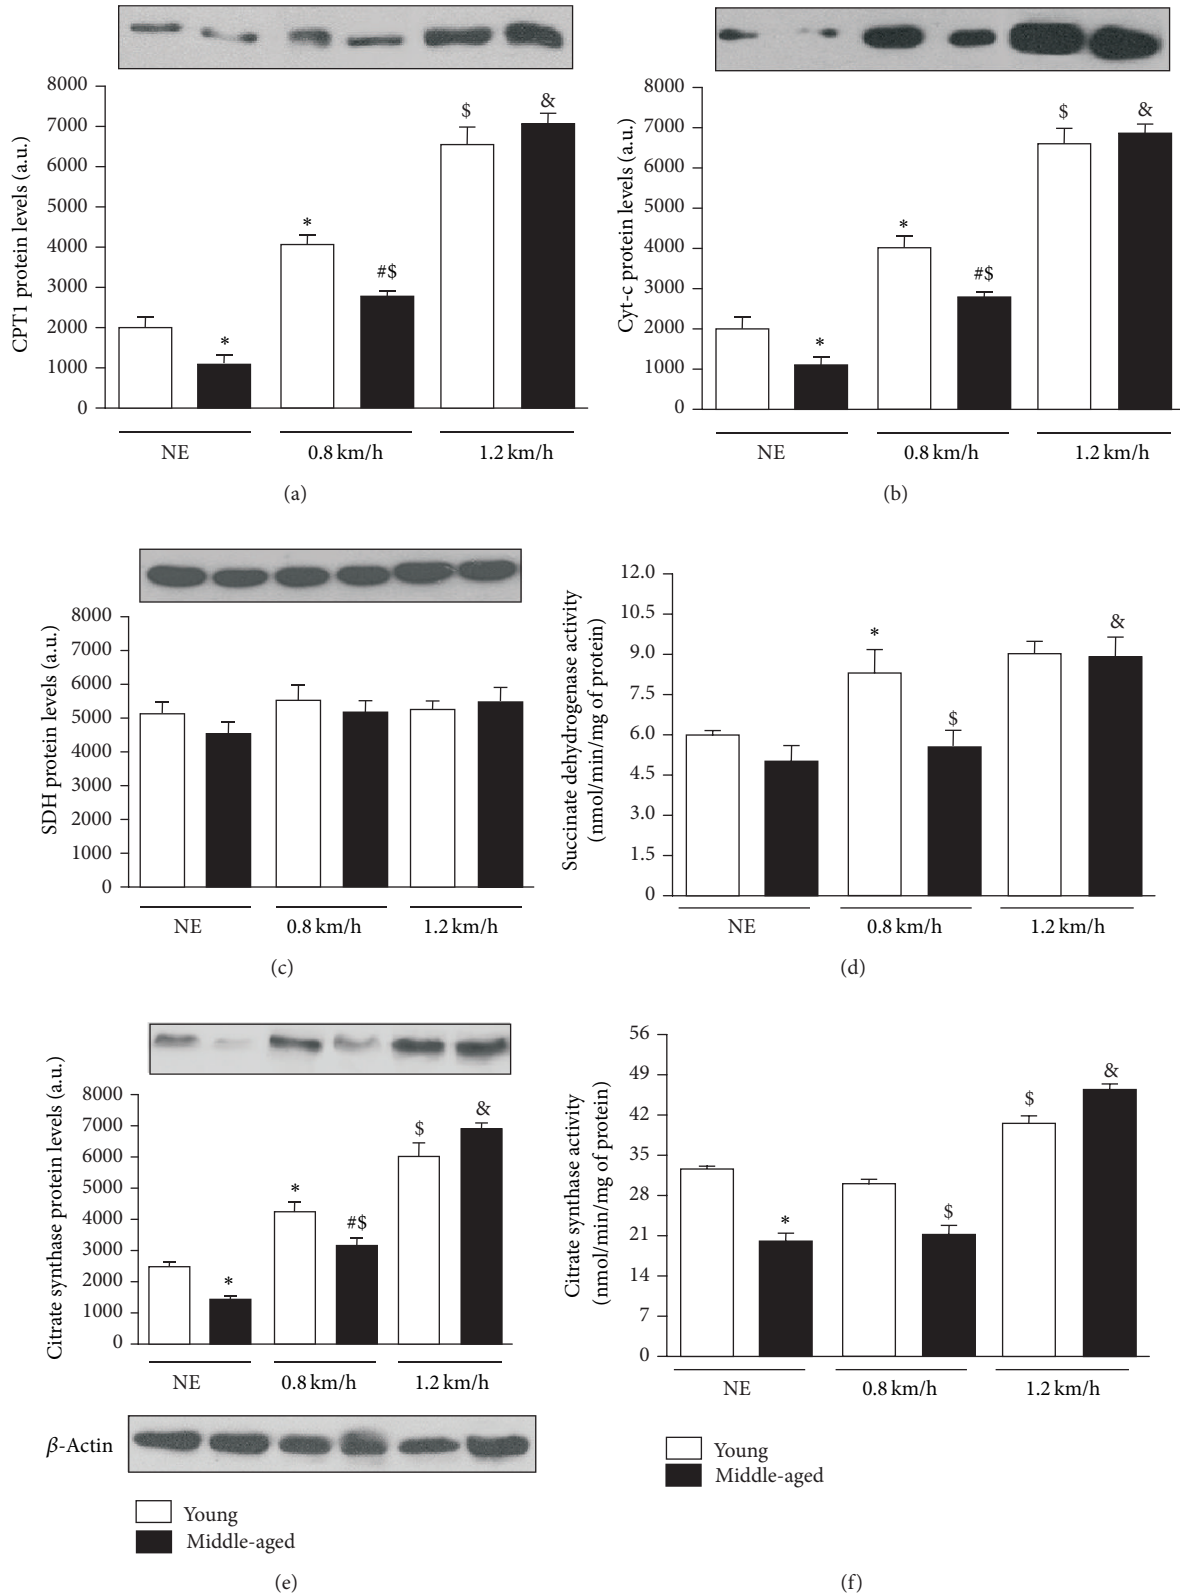 8000
7000
6000
5000
4000
3000
2000
1000
0
CPT1 protein levels (a.u.)
*
*
#$
$
&
NE
0.8 km/h
1.2 km/h
(a)
8000
7000
6000
5000
4000
3000
2000
1000
0
Cyt-c protein levels (a.u.)
*
*
#$
$
&
NE
0.8 km/h
1.2 km/h
(b)
8000
7000
6000
5000
4000
3000
2000
1000
0
SDH protein levels (a.u.)
NE
0.8 km/h
1.2 km/h
(c)
12.0
10.5
9.0
7.5
6.0
4.5
3.0
1.5
0
Succinate dehydrogenase activity
(nmol/min/mg of protein)
*
$
&
NE
0.8 km/h
1.2 km/h
(d)
8000
7000
6000
5000
4000
3000
2000
1000
0
Citrate synthase protein levels (a.u.)
*
*
#$
$
&
NE
0.8 km/h
1.2 km/h
β-Actin
Young
Middle-aged
(e)
56
49
42
35
28
21
14
7
0
Citrate synthase activity
(nmol/min/mg of protein)
*
$
$
&
NE
0.8 km/h
1.2 km/h
Young
Middle-aged
(f)